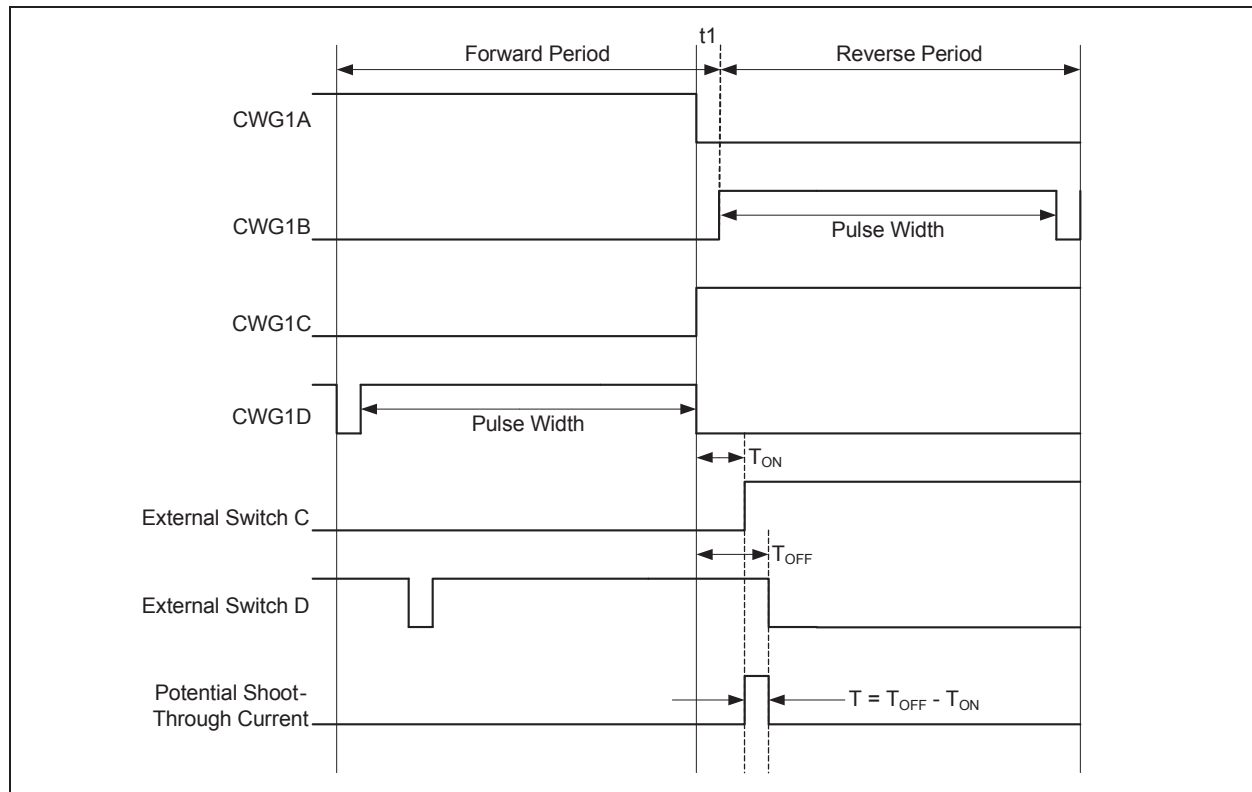 t1
Forward Period
Reverse Period
CWG1A
CWG1B
Pulse Width
CWG1C
CWG1D
Pulse Width
TON
External Switch C
TOFF
External Switch D
Potential Shoot-
Through Current
T = TOFF - TON